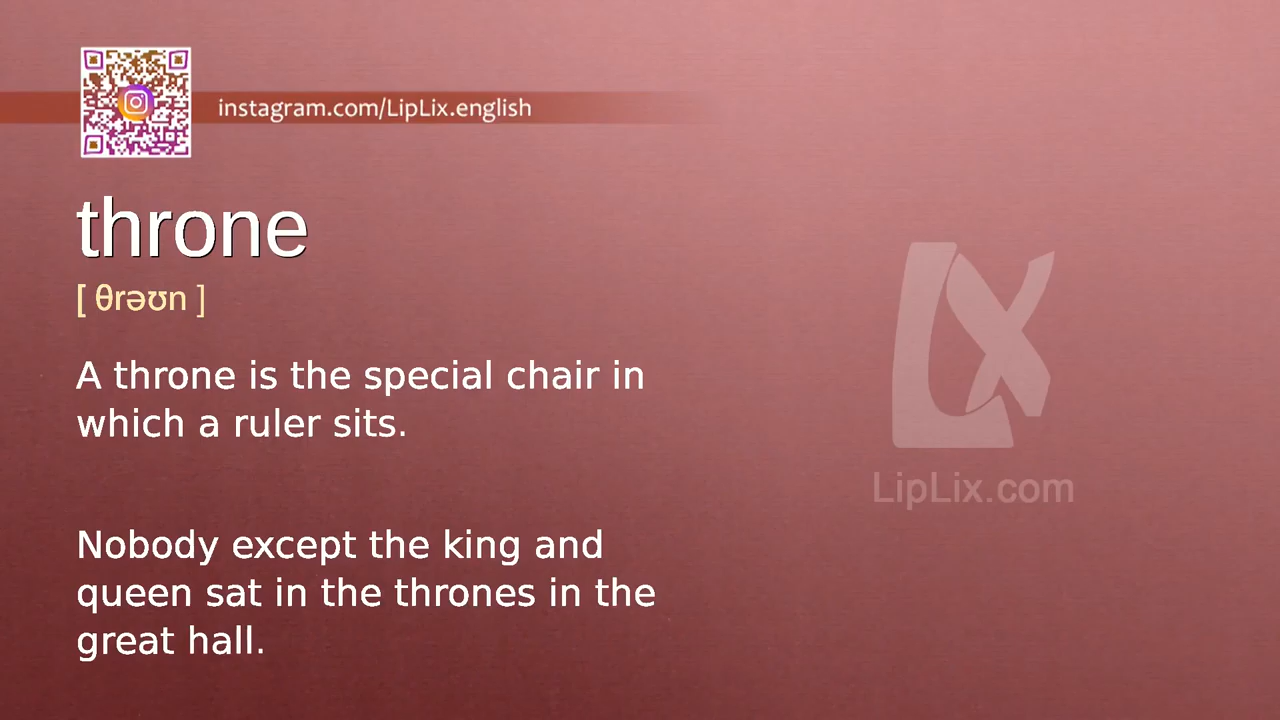 instagram.com/LipLix.english
throne
[ θrəʊn ]
A throne is the special chair in
which a ruler sits.
Nobody except the king and
queen sat in the thrones in the
great hall.
LipLix.com